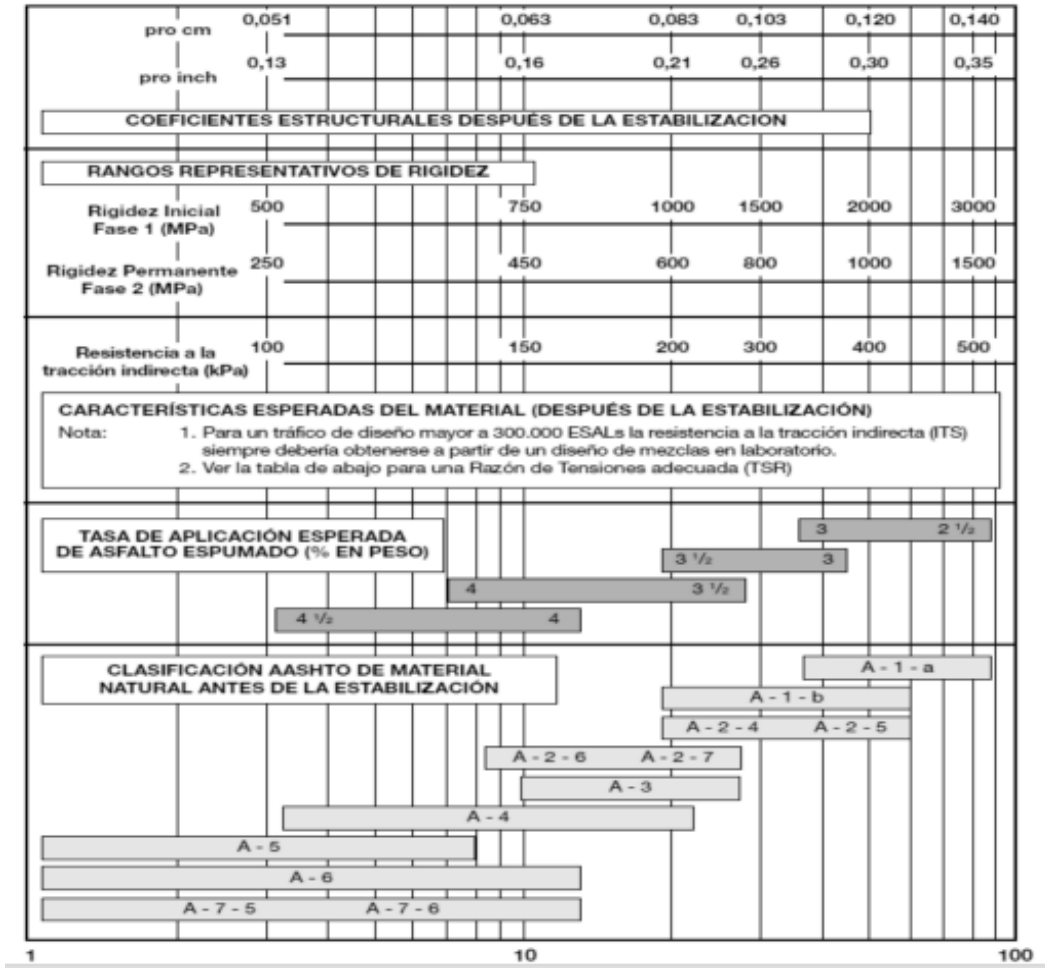 0,051 0,063 0,083 0,103 0,120 0,140
pro cm
0,13 0,16 0,21 0,26 0,30 0,35
pro inch
COEFICIENTES ESTRUCTURALES DESPUÉS DE LA ESTABILIZACION
RANGOS REPRESENTATIVOS DE RIGIDEZ
Rigidez Inicial 500 750 1000 1500 2000 3000
Fase 1 (MPa)
Rigidez Permanente 250 450 600 800 1000 1500
Fase 2 (MPa)
Resistencia a la 100 150 200 300 400 500
tracción indirecta (kPa)
CARACTERÍSTICAS ESPERADAS DEL MATERIAL (DESPUÉS DE LA ESTABILIZACIÓN)
Nota: 1. Para un tráfico de diseño mayor a 300.000 ESALs la resistencia a la tracción indirecta (ITS)
siempre debería obtenerse a partir de un diseño de mezclas en laboratorio.
2. Ver la tabla de abajo para una Razón de Tensiones adecuada (TSR)
TASA DE APLICACIÓN ESPERADA
DE ASFALTO ESPUMADO (% EN PESO)
3 2 ½
3 ½ 3
4 3 ½
4 ½ 4
CLASIFICACIÓN AASHTO DE MATERIAL
NATURAL ANTES DE LA ESTABILIZACIÓN
A - 1 - a
A - 1 - b
A - 2 - 4 A - 2 - 5
A - 2 - 6 A - 2 - 7
A - 3
A - 4
A - 5
A - 6
A - 7 - 5 A - 7 - 6
1 10 100